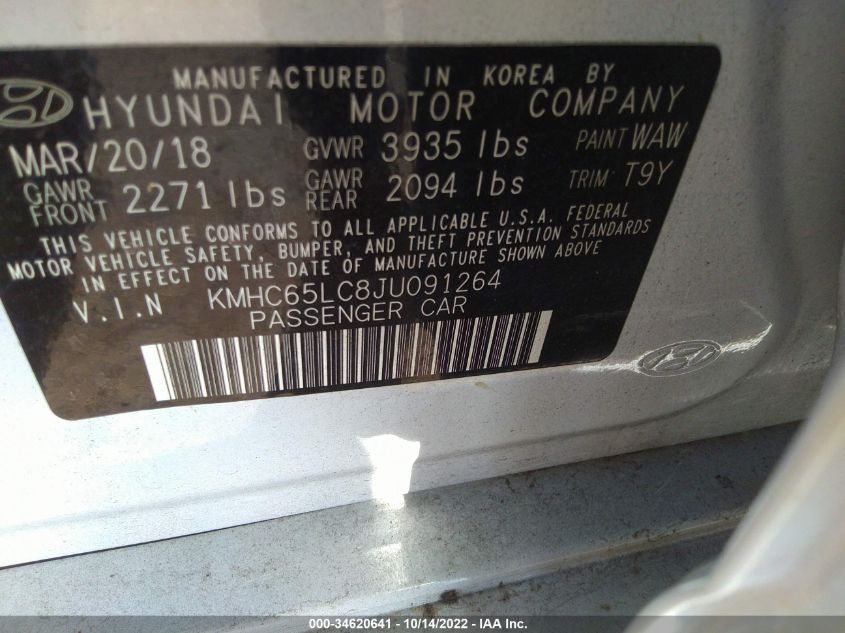 MANUFACTURED IN KOREA BY
HYUNDAI MOTOR COMPANY
MAR/20/18 GVWR 3935 lbs PAINT WAW
GAWR FRONT 2271 lbs GAWR REAR 2094 lbs TRIM T9Y
THIS VEHICLE CONFORMS TO ALL APPLICABLE U.S.A. FEDERAL
MOTOR VEHICLE SAFETY, BUMPER, AND THEFT PREVENTION STANDARDS
IN EFFECT ON THE DATE OF MANUFACTURE SHOWN ABOVE
V.I.N KMHC65LC8JU091264
PASSENGER CAR
000-34620641 - 10/14/2022 - IAA Inc.